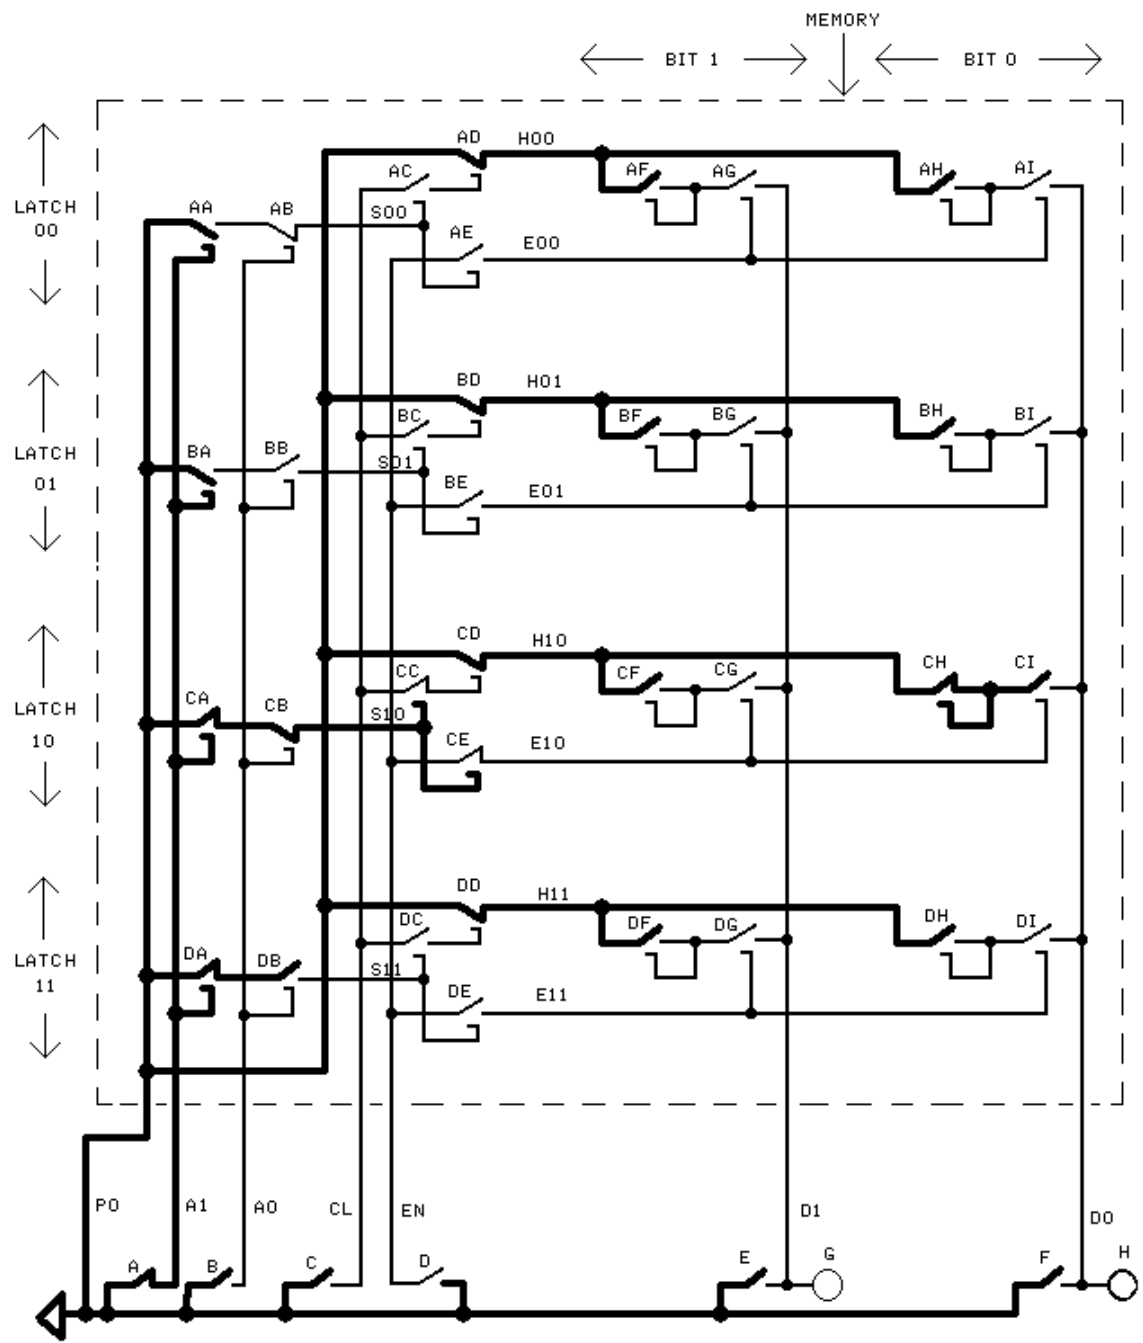 MEMORY
BIT 1
BIT 0
AD
H00
AC
AF
AG
AH
AI
LATCH
00
AA
AB
S00
AE
E00
BD
H01
BC
BF
BG
BH
BI
LATCH
01
BA
BB
S01
BE
E01
CD
H10
CC
CF
CG
CH
CI
LATCH
10
CA
CB
S10
CE
E10
DD
H11
DC
DF
DG
DH
DI
LATCH
11
DA
DB
S11
DE
E11
P0
A1
A0
CL
EN
D1
D0
A
B
C
D
E
G
F
H